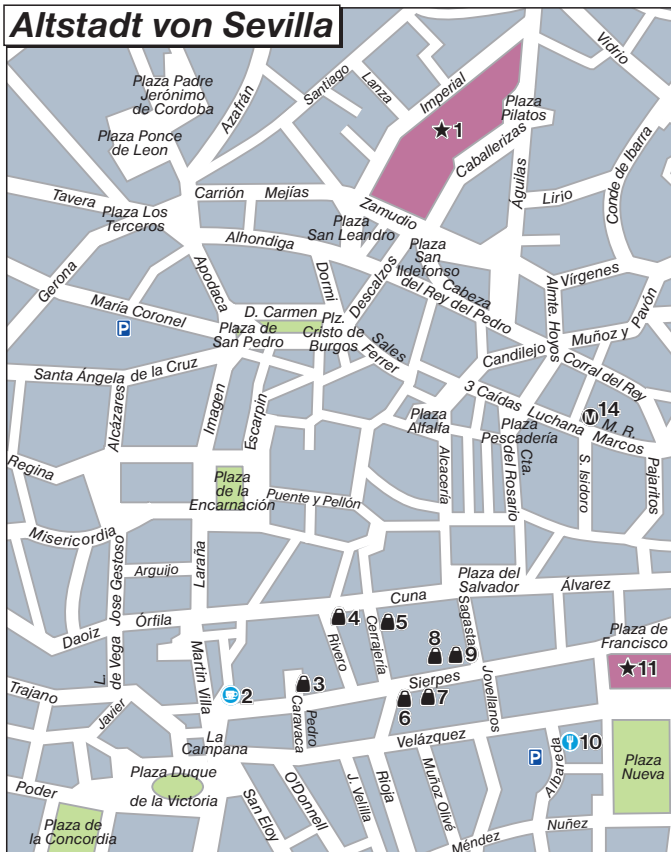 Altstadt von Sevilla
Vidrio
Santiago
Lanza
Imperial
Plaza Padre
Jerónimo
de Cordoba
Azafrán
Plaza
Pilatos
1
Plaza Ponce
de Leon
Caballerizas
Conde de Ibarra
Águilas
Tavera
Carrión
Mejías
Lirio
Plaza Los
Terceros
Zamudio
Plaza
San Leandro
Alhondiga
Plaza
San
Ildefonso
Gerona
Apodaca
Dormi.
Descalzos
Cabeza
del Rey del Pedro
Vírgenes
María Coronel
D. Carmen
Plaza de
San Pedro
Plz.
Cristo de
Burgos
Almte. Hoyos
Muñoz y
Pavón
P
Sales
Ferrer
Candilejo
Corral del Rey
Santa Ángela de la Cruz
Alcázares
Imagen
Escarpin
3 Caídas
Luchana
M
14
M. R.
Marcos
Plaza
Alfalfa
Plaza
Pescadería
Regina
Plaza
de la
Encarnación
Puente y Pellón
Alcacería
Cta.
del Rosario
S. Isidoro
Pajaritos
Misericordia
Arguijo
Laraña
Jose Gestoso
Plaza del
Salvador
Álvarez
Cuna
Órfila
Daoiz
L.
de Vega
4
5
Rivero
Cerrajería
8
9
Sagasta
Plaza de
Francisco
11
Martin Villa
Trajano
2
3
Sierpes
6
7
Jovellanos
Javier
La
Campana
Pedro
Caravaca
Velázquez
10
P
Albareda
Plaza
Nueva
Plaza Duque
de la Victoria
Poder
Plaza de
la Concordia
San Eloy
O'Donnell
J. Velilla
Rioja
Muñoz Olivé
Méndez
Nuñez